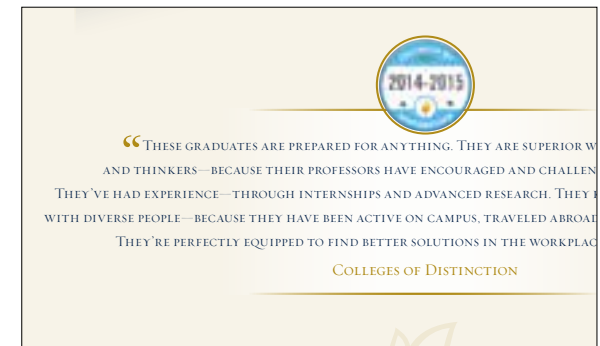 2014-2015
“These graduates are prepared for anything. They are superior
and thinkers—because their professors have encouraged and
They’ve had experience—through internships and advanced research. They
with diverse people—because they have been active on campus, traveled
They’re perfectly equipped to find better solutions in the
Colleges of Distinction